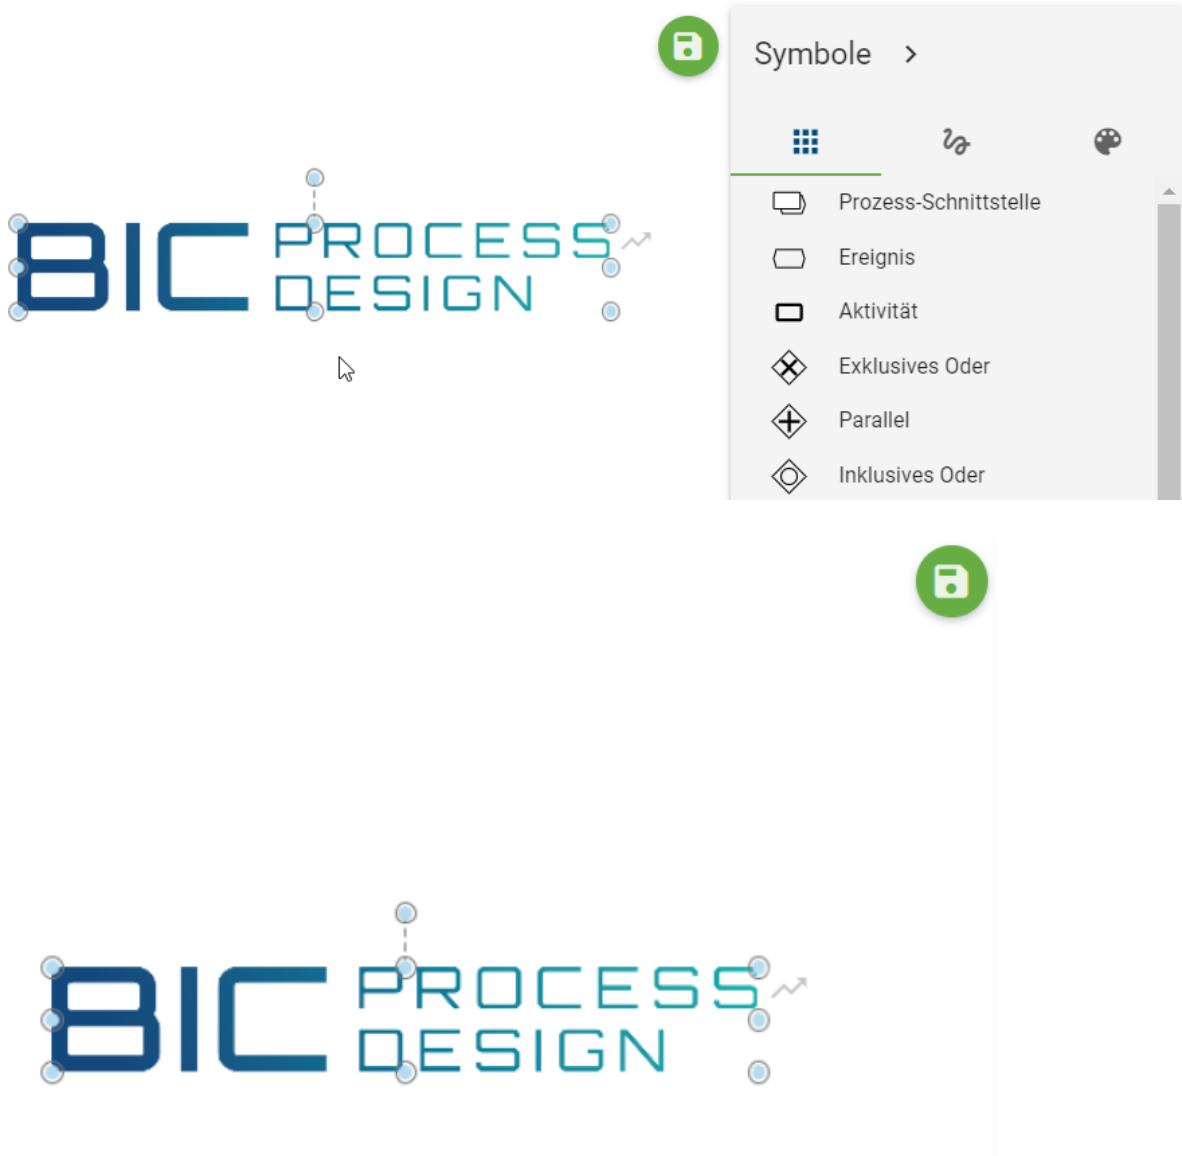 Symbole
BIC PROCESS
DESIGN
Prozess-Schnittstelle
Ereignis
Aktivität
Exklusives Oder
Parallel
Inklusives Oder
BIC PROCESS
DESIGN